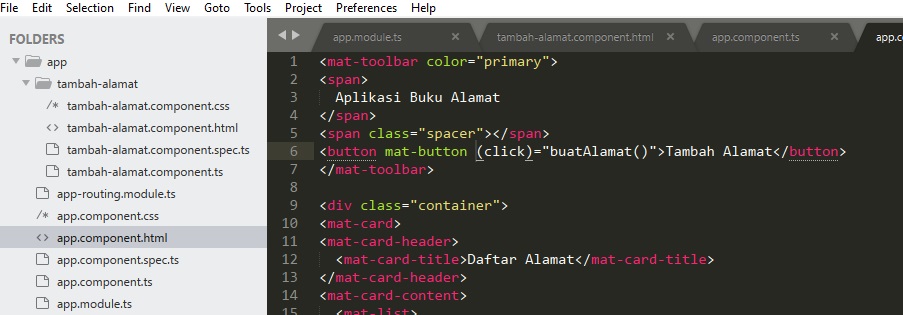 File Edit Selection Find View Goto Tools Project Preferences Help
FOLDERS
app
tambah-alamat
tambah-alamat.component.css
tambah-alamat.component.html
tambah-alamat.component.spec.ts
tambah-alamat.component.ts
app-routing.module.ts
app.component.css
app.component.html
app.component.spec.ts
app.component.ts
app.module.ts
app.module.ts tambah-alamat.component.html app.component.ts app.c
1 <mat-toolbar color="primary">
2 <span>
3 Aplikasi Buku Alamat
4 </span>
5 <span class="spacer"></span>
6 <button mat-button (click)="buatAlamat()">Tambah Alamat</button>
7 </mat-toolbar>
8
9 <div class="container">
10 <mat-card>
11 <mat-card-header>
12 <mat-card-title>Daftar Alamat</mat-card-title>
13 </mat-card-header>
14 <mat-card-content>
15 <mat-list>